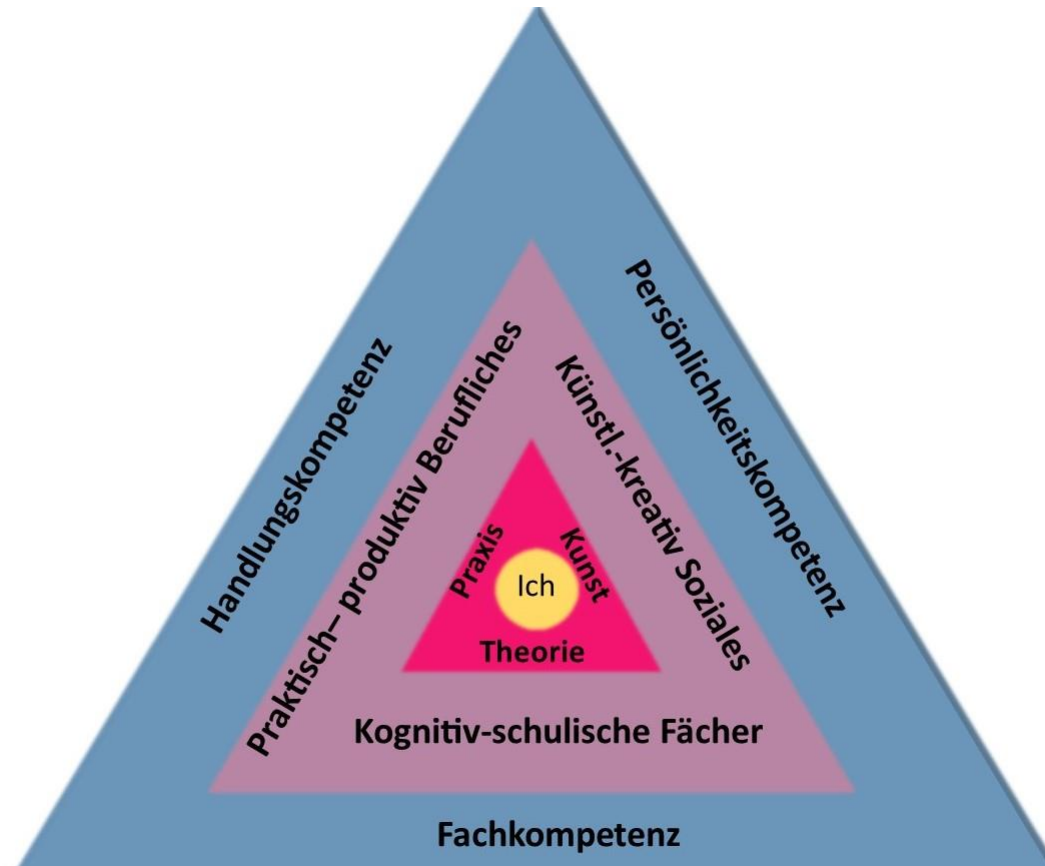 Handlungskompetenz
Persönlichkeitskompetenz
Praktisch– produktiv Berufliches
Künstl.-kreativ Soziales
Praxis
Kunst
Ich
Theorie
Kognitiv-schulische Fächer
Fachkompetenz